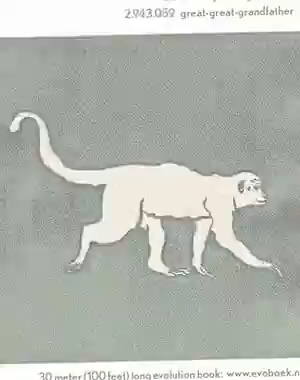 2.943.059 great-great-grandfather
30 meter (100 feet) long evolution book: www.evoboek.n